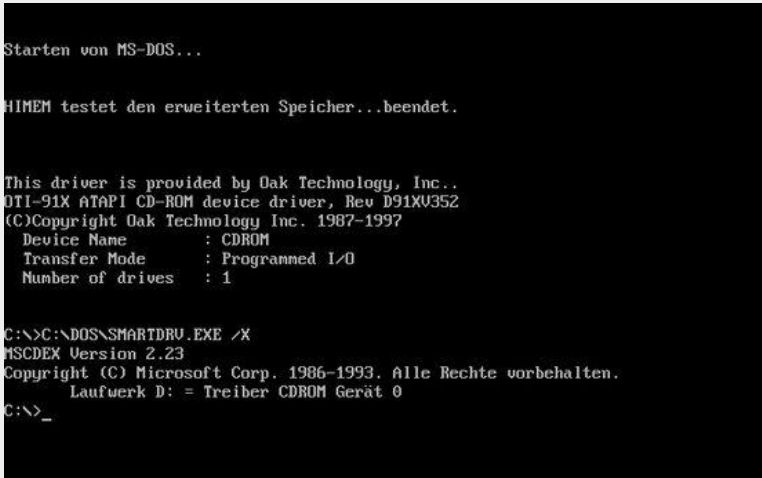 Starten von MS-DOS...
HIMEM testet den erweiterten Speicher...beendet.
This driver is provided by Oak Technology, Inc..
OTI-91X ATAPI CD-ROM device driver, Rev D91XV352
(C)Copyright Oak Technology Inc. 1987-1997
Device Name : CDROM
Transfer Mode : Programmed I/O
Number of drives : 1
C:\>C:\DOS\SMARTDRV.EXE /X
MSCDEX Version 2.23
Copyright (C) Microsoft Corp. 1986-1993. Alle Rechte vorbehalten.
Laufwerk D: = Treiber CDROM Gerät 0
C:\>_